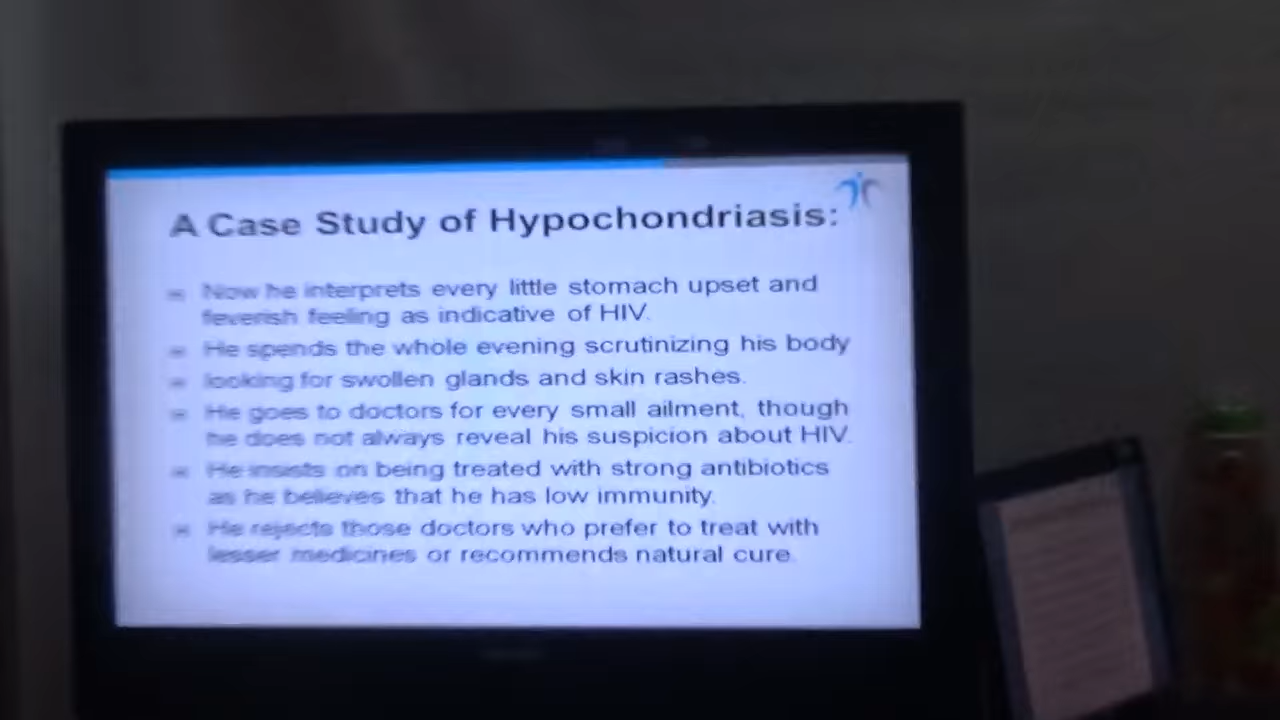 A Case Study of Hypochondriasis:
Now he interprets every little stomach upset and
feverish feeling as indicative of HIV.
He spends the whole evening scrutinizing his body
looking for swollen glands and skin rashes.
He goes to doctors for every small ailment, though
he does not always reveal his suspicion about HIV.
He insists on being treated with strong antibiotics
as he believes that he has low immunity.
He rejects those doctors who prefer to treat with
lesser medicines or recommends natural cure.